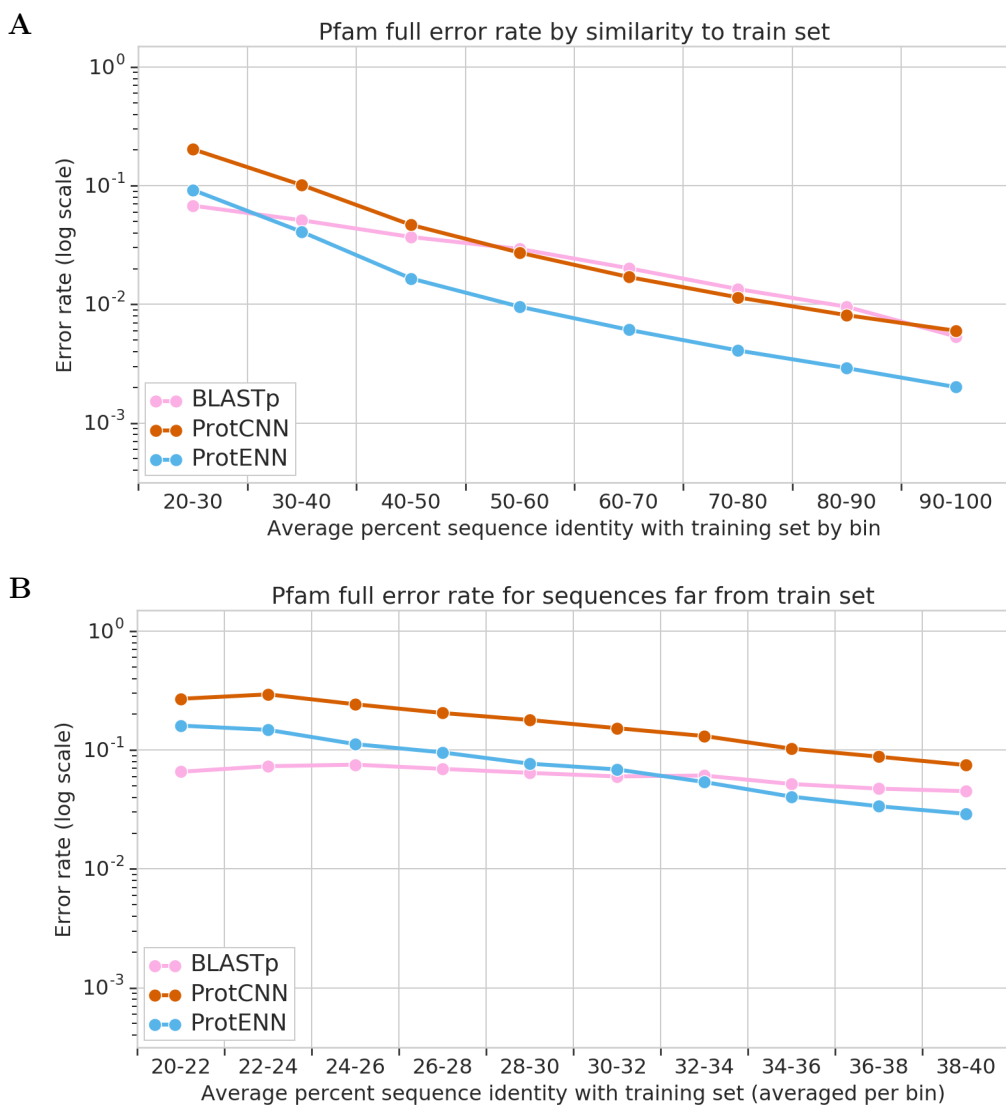 A
Pfam full error rate by similarity to train set
Error rate (log scale)
10^0
10^-1
10^-2
10^-3
BLASTp
ProtCNN
ProtENN
20-30 30-40 40-50 50-60 60-70 70-80 80-90 90-100
Average percent sequence identity with training set by bin
B
Pfam full error rate for sequences far from train set
Error rate (log scale)
10^0
10^-1
10^-2
10^-3
BLASTp
ProtCNN
ProtENN
20-22 22-24 24-26 26-28 28-30 30-32 32-34 34-36 36-38 38-40
Average percent sequence identity with training set (averaged per bin)